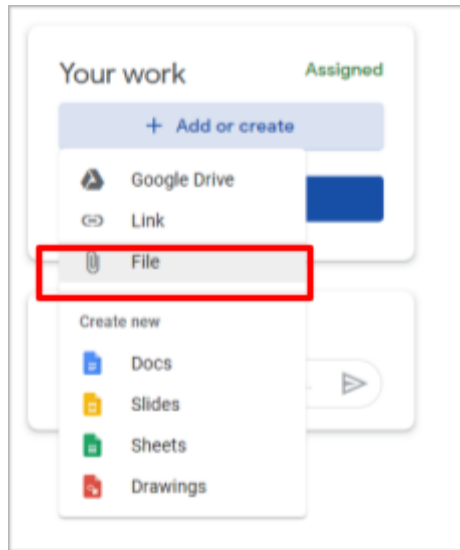 Your work
Assigned
+ Add or create
Google Drive
Link
File
Create new
Docs
Slides
Sheets
Drawings